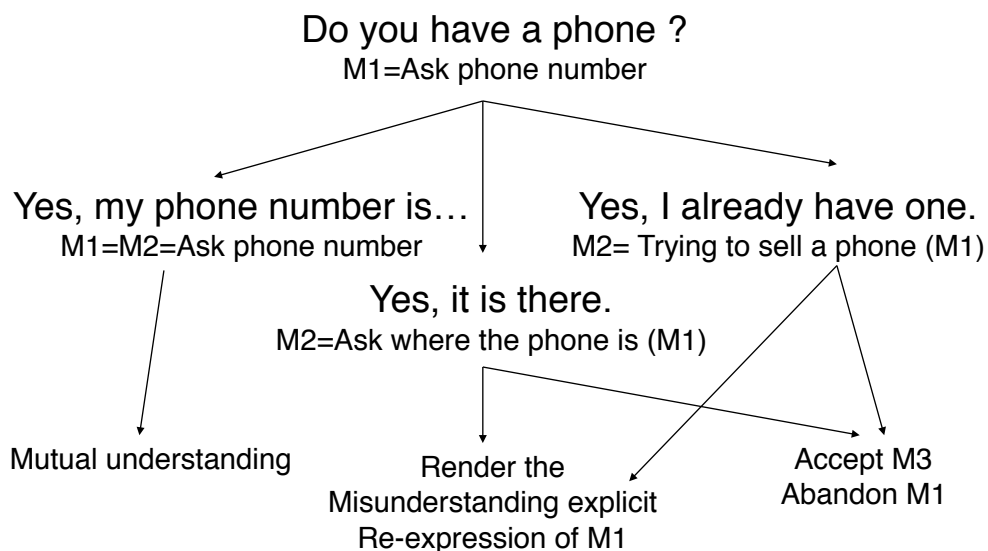 Do you have a phone ?
M1=Ask phone number
Yes, my phone number is…
M1=M2=Ask phone number
Yes, I already have one.
M2= Trying to sell a phone (M1)
Yes, it is there.
M2=Ask where the phone is (M1)
Mutual understanding
Render the
Misunderstanding explicit
Re-expression of M1
Accept M3
Abandon M1